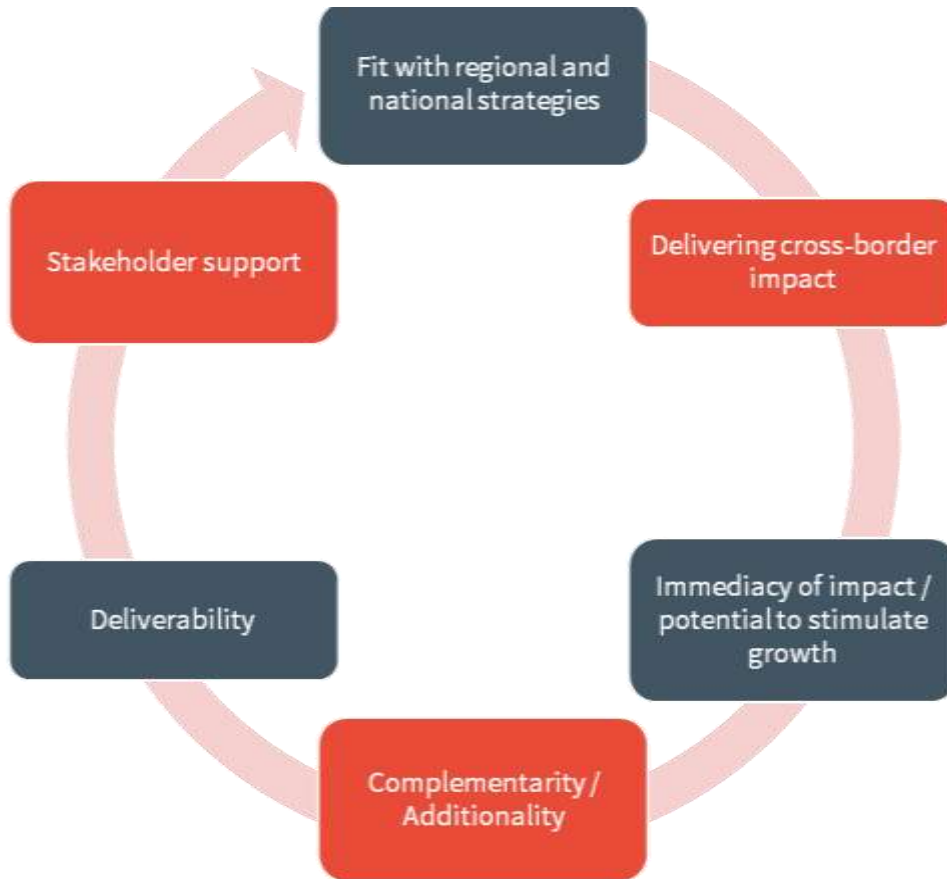 Fit with regional and
national strategies
Delivering cross-border
impact
Immediacy of impact /
potential to stimulate
growth
Complementarity /
Additionality
Deliverability
Stakeholder support